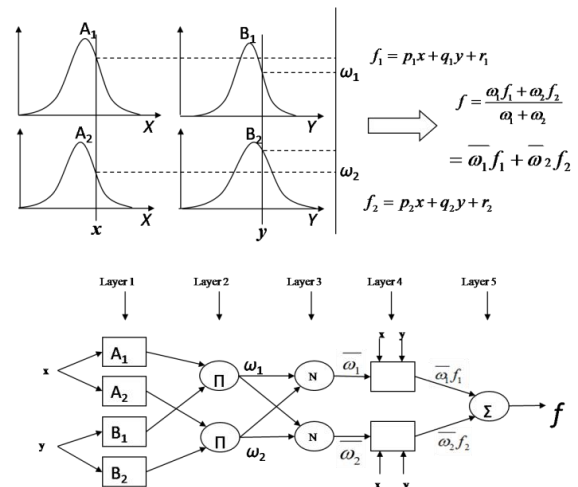 A₁
B₁
ω₁
X
Y
f₁ = p₁x + q₁y + r₁
f = (ω₁f₁ + ω₂f₂) / (ω₁ + ω₂)
= ω̅₁f₁ + ω̅₂f₂
A₂
B₂
ω₂
X
Y
x
y
f₂ = p₂x + q₂y + r₂
Layer 1 Layer 2 Layer 3 Layer 4 Layer 5
x y
A₁ Π ω₁ N ω̅₁ ω̅₁f₁
x
A₂
Σ f
B₁
y
Π ω₂ N ω̅₂ ω̅₂f₂
B₂
x x